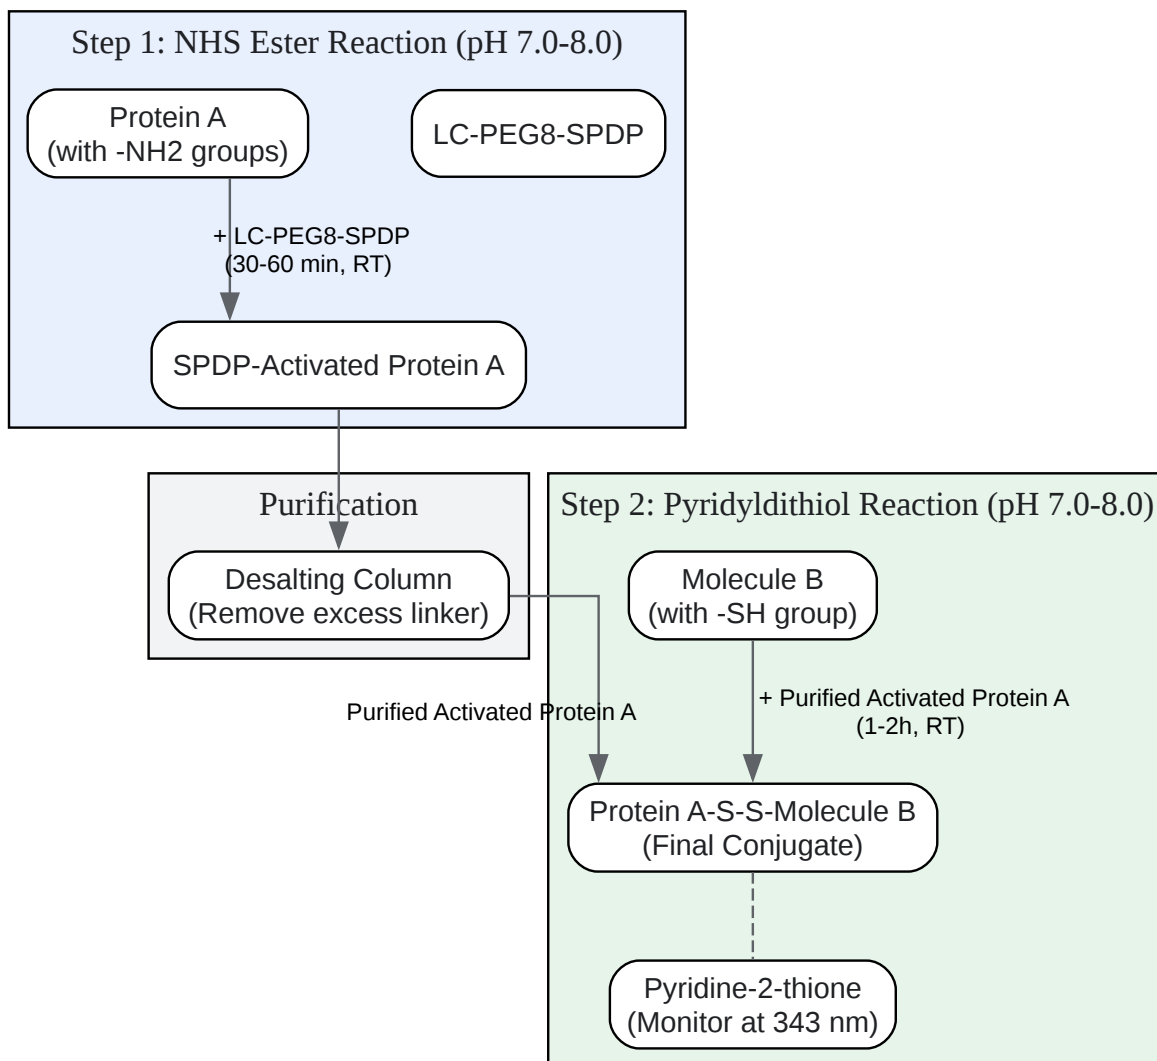 Step 1: NHS Ester Reaction (pH 7.0-8.0)
Protein A
(with -NH2 groups)
LC-PEG8-SPDP
+ LC-PEG8-SPDP
(30-60 min, RT)
SPDP-Activated Protein A
Purification
Desalting Column
(Remove excess linker)
Purified Activated Protein A
Step 2: Pyridyldithiol Reaction (pH 7.0-8.0)
Molecule B
(with -SH group)
+ Purified Activated Protein A
(1-2h, RT)
Protein A-S-S-Molecule B
(Final Conjugate)
Pyridine-2-thione
(Monitor at 343 nm)